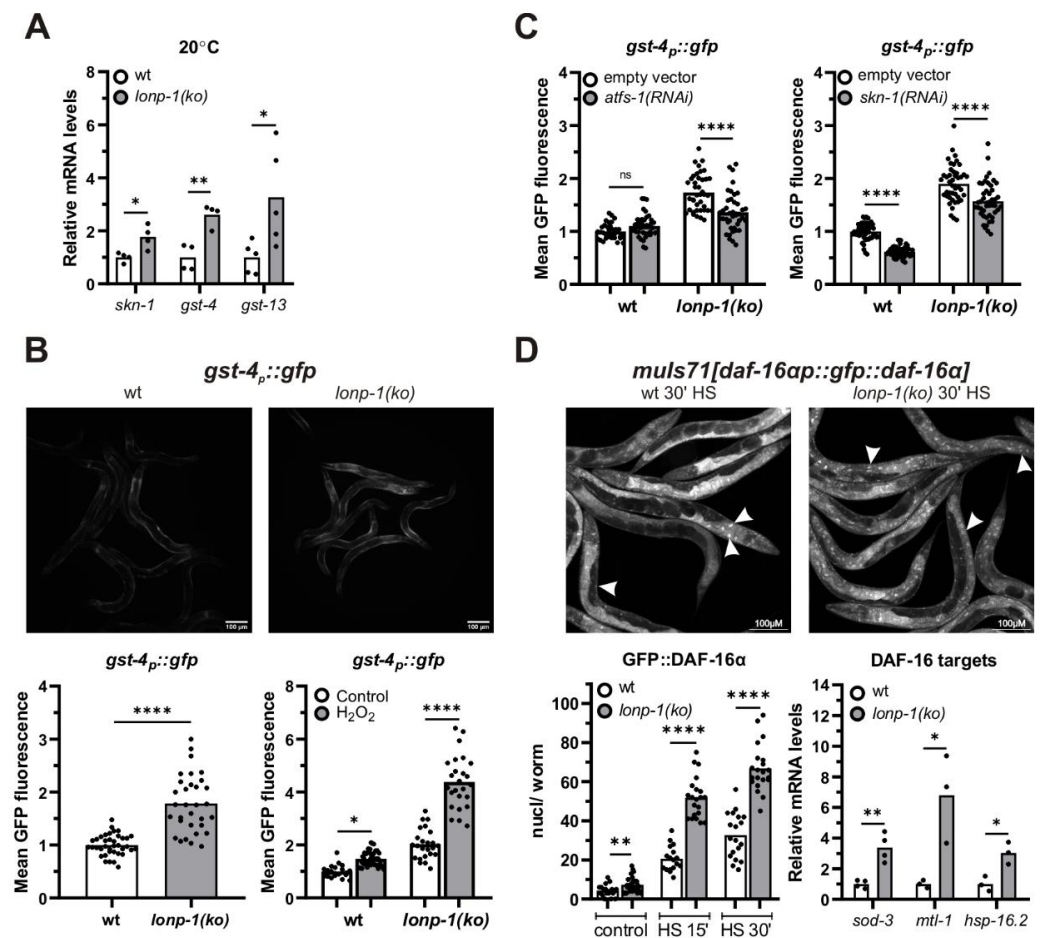 A
20°C
Relative mRNA levels
8
6
4
2
0
wt
lonp-1(ko)
*
**
*
skn-1 gst-4 gst-13
C
gst-4p::gfp
Mean GFP fluorescence
4
3
2
1
0
empty vector
atfs-1(RNAi)
ns
****
wt lonp-1(ko)
gst-4p::gfp
Mean GFP fluorescence
4
3
2
1
0
empty vector
skn-1(RNAi)
****
****
wt lonp-1(ko)
B
gst-4p::gfp
wt lonp-1(ko)
100 µm
100 µm
gst-4p::gfp
Mean GFP fluorescence
4
3
2
1
0
****
wt lonp-1(ko)
gst-4p::gfp
Mean GFP fluorescence
8
6
4
2
0
Control
H₂O₂
*
****
wt lonp-1(ko)
D
muIs71[daf-16αp::gfp::daf-16α]
wt 30' HS lonp-1(ko) 30' HS
100µM
100µM
GFP::DAF-16α
nucl/ worm
100
80
60
40
20
0
wt
lonp-1(ko)
**
****
****
control HS 15' HS 30'
DAF-16 targets
Relative mRNA levels
14
12
10
8
6
4
2
0
wt
lonp-1(ko)
**
*
*
sod-3 mtl-1 hsp-16.2